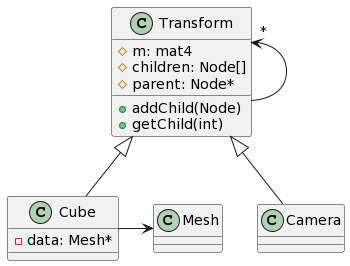 C Transform
*
m: mat4
children: Node[]
parent: Node*
addChild(Node)
getChild(int)
C Cube
data: Mesh*
C Mesh
C Camera